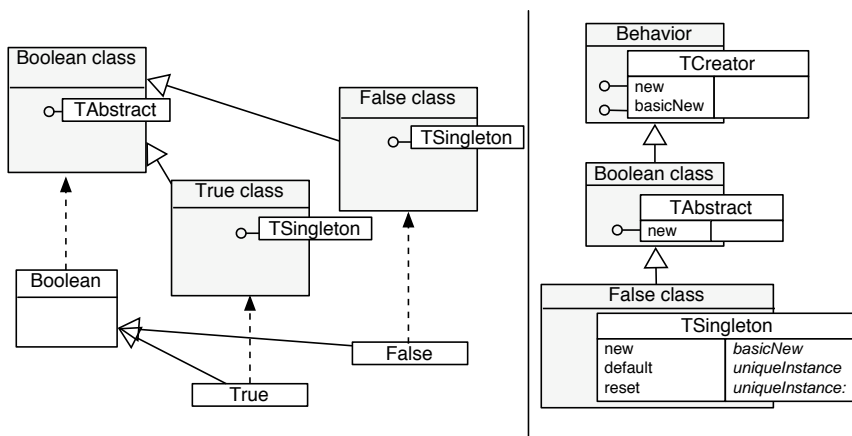 Boolean class
TAbstract
False class
TSingleton
True class
TSingleton
Boolean
False
True
Behavior
TCreator
new
basicNew
Boolean class
TAbstract
new
False class
TSingleton
new basicNew
default uniqueInstance
reset uniqueInstance: